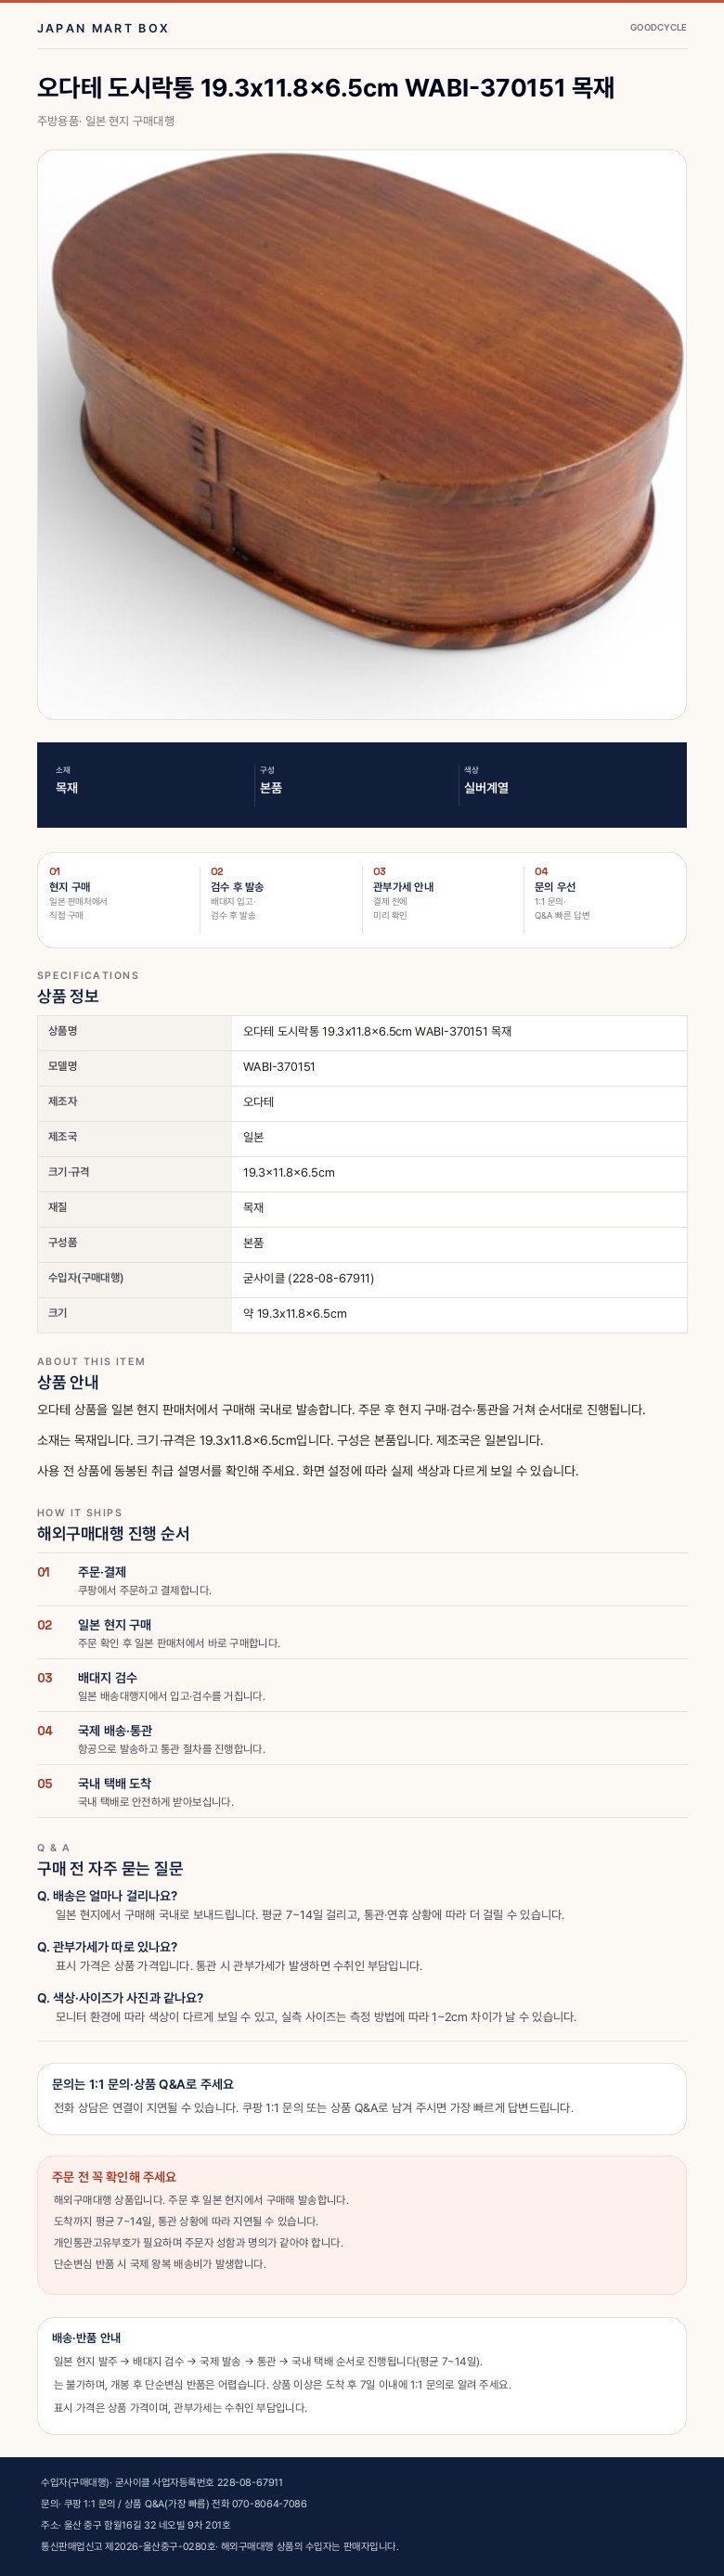 JAPAN MART BOX
GOODCYCLE
오다테 도시락통 19.3x11.8x6.5cm WABI-370151 목재
주방용품· 일본 현지 구매대행
소재
목재
구성
본품
색상
실버계열
01
현지 구매
일본 판매처에서
직접 구매
02
검수 후 발송
배대지 입고·
검수 후 발송
03
관부가세 안내
결제 전에
미리 확인
04
문의 우선
1:1 문의·
Q&A 빠른 답변
SPECIFICATIONS
상품 정보
상품명 오다테 도시락통 19.3x11.8x6.5cm WABI-370151 목재
모델명 WABI-370151
제조자 오다테
제조국 일본
크기·규격 19.3x11.8x6.5cm
재질 목재
구성품 본품
수입자(구매대행) 굳사이클 (228-08-67911)
크기 약 19.3x11.8x6.5cm
ABOUT THIS ITEM
상품 안내
오다테 상품을 일본 현지 판매처에서 구매해 국내로 발송합니다. 주문 후 현지 구매·검수·통관을 거쳐 순서대로 진행됩니다.
소재는 목재입니다. 크기·규격은 19.3x11.8x6.5cm입니다. 구성은 본품입니다. 제조국은 일본입니다.
사용 전 상품에 동봉된 취급 설명서를 확인해 주세요. 화면 설정에 따라 실제 색상과 다르게 보일 수 있습니다.
HOW IT SHIPS
해외구매대행 진행 순서
01 주문·결제
쿠팡에서 주문하고 결제합니다.
02 일본 현지 구매
주문 확인 후 일본 판매처에서 바로 구매합니다.
03 배대지 검수
일본 배송대행지에서 입고·검수를 거칩니다.
04 국제 배송·통관
항공으로 발송하고 통관 절차를 진행합니다.
05 국내 택배 도착
국내 택배로 안전하게 받아보십니다.
Q & A
구매 전 자주 묻는 질문
Q. 배송은 얼마나 걸리나요?
일본 현지에서 구매해 국내로 보내드립니다. 평균 7~14일 걸리고, 통관·연휴 상황에 따라 더 걸릴 수 있습니다.
Q. 관부가세가 따로 있나요?
표시 가격은 상품 가격입니다. 통관 시 관부가세가 발생하면 수취인 부담입니다.
Q. 색상·사이즈가 사진과 같나요?
모니터 환경에 따라 색상이 다르게 보일 수 있고, 실측 사이즈는 측정 방법에 따라 1~2cm 차이가 날 수 있습니다.
문의는 1:1 문의·상품 Q&A로 주세요
전화 상담은 연결이 지연될 수 있습니다. 쿠팡 1:1 문의 또는 상품 Q&A로 남겨 주시면 가장 빠르게 답변드립니다.
주문 전 꼭 확인해 주세요
해외구매대행 상품입니다. 주문 후 일본 현지에서 구매해 발송합니다.
도착까지 평균 7~14일, 통관 상황에 따라 지연될 수 있습니다.
개인통관고유부호가 필요하며 주문자 성함과 명의가 같아야 합니다.
단순변심 반품 시 국제 왕복 배송비가 발생합니다.
배송·반품 안내
일본 현지 발주 → 배대지 검수 → 국제 발송 → 통관 → 국내 택배 순서로 진행됩니다(평균 7~14일).
는 불가하며, 개봉 후 단순변심 반품은 어렵습니다. 상품 이상은 도착 후 7일 이내에 1:1 문의로 알려 주세요.
표시 가격은 상품 가격이며, 관부가세는 수취인 부담입니다.
수입자(구매대행)· 굳사이클 사업자등록번호 228-08-67911
문의· 쿠팡 1:1 문의 / 상품 Q&A(가장 빠름) 전화 070-8064-7086
주소· 울산 중구 함월16길 32 네오빌 9차 201호
통신판매업신고 제2026-울산중구-0280호· 해외구매대행 상품의 수입자는 판매자입니다.